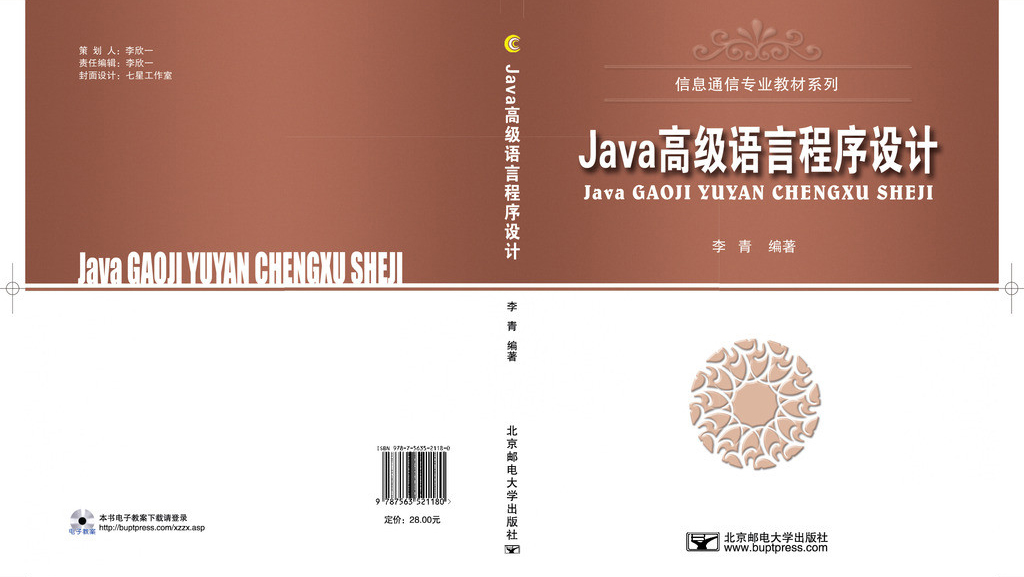 策 划 人：李欣一
责任编辑：李欣一
封面设计：七星工作室
Java GAOJI YUYAN CHENGXU SHEJI
ISBN 978-7-5635-2118-0
9 787563 521180 >
定价：28.00元
电子教案
本书电子教案下载请登录
http://buptpress.com/xzzx.asp
Java高级语言程序设计
李 青 编著
北京邮电大学出版社
信息通信专业教材系列
Java高级语言程序设计
Java GAOJI YUYAN CHENGXU SHEJI
李 青 编著
北京邮电大学出版社
www.buptpress.com